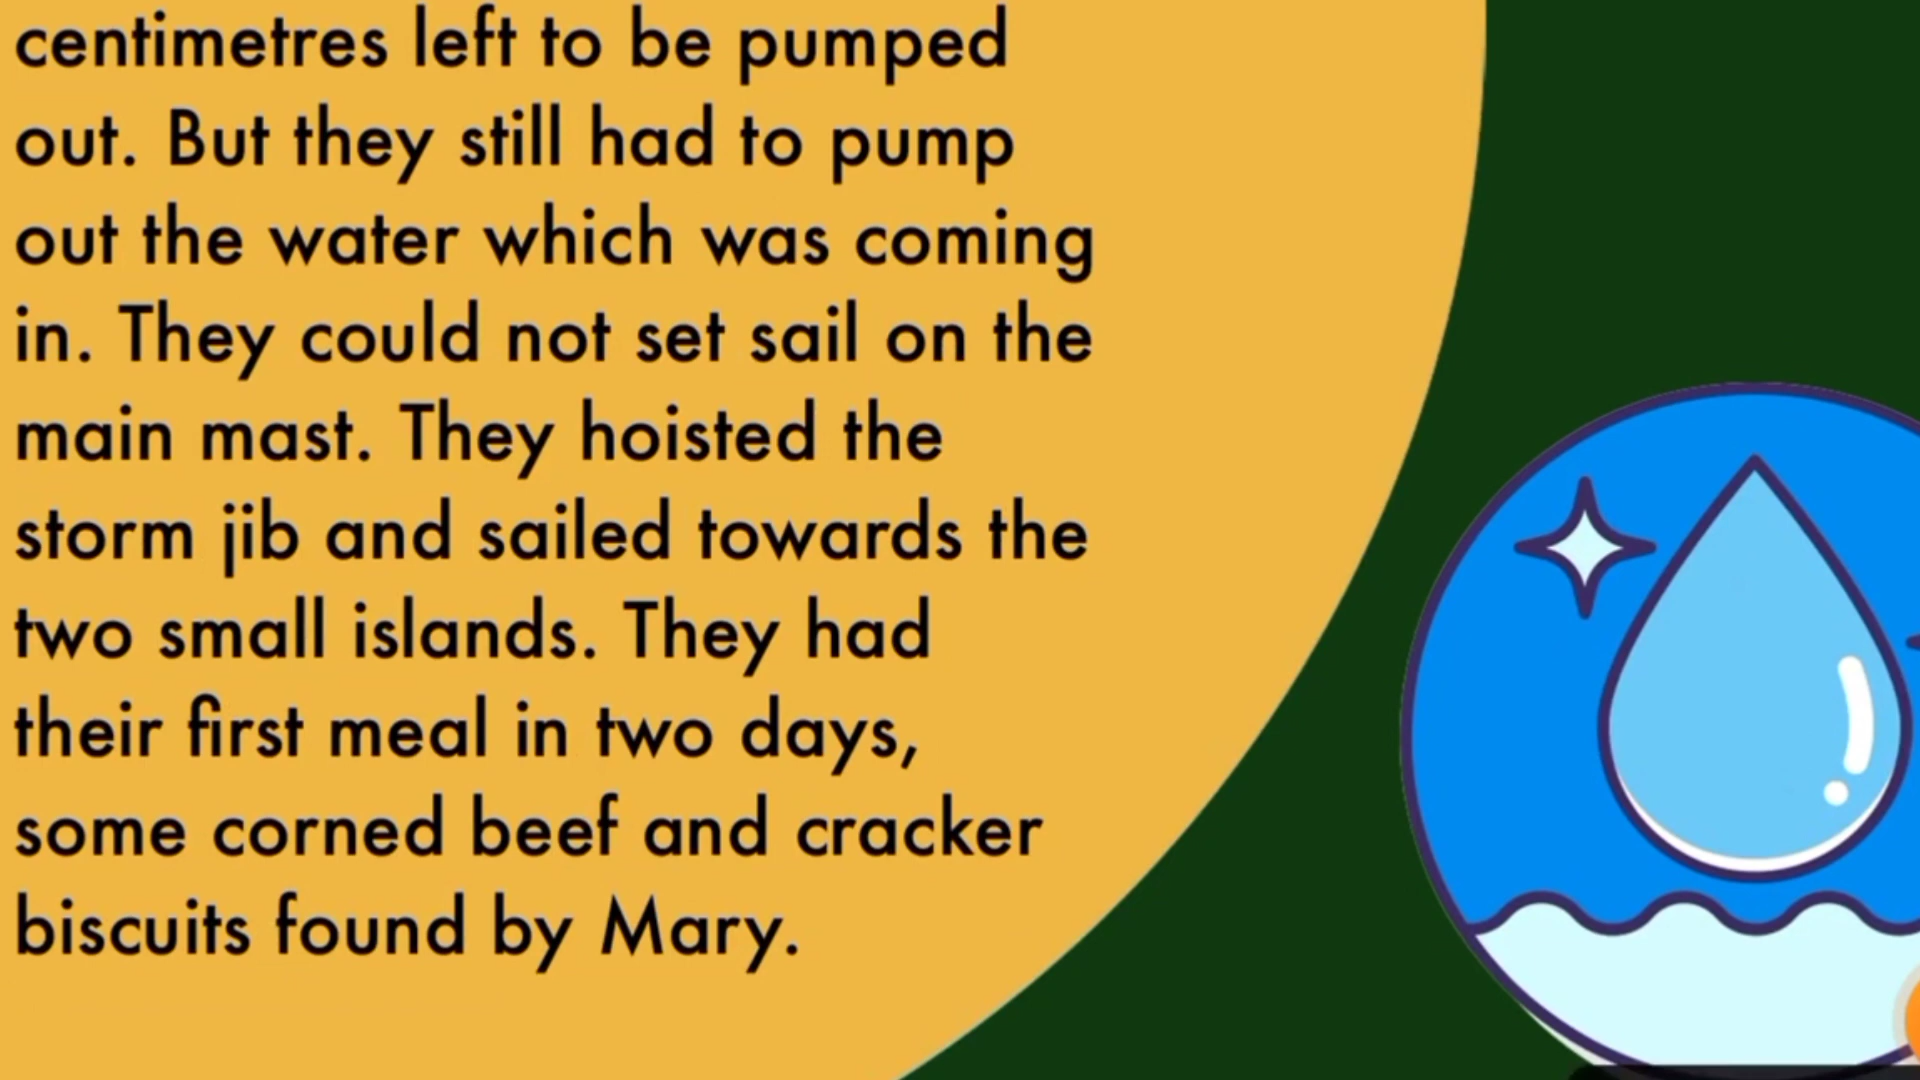 centimetres left to be pumped
out. But they still had to pump
out the water which was coming
in. They could not set sail on the
main mast. They hoisted the
storm jib and sailed towards the
two small islands. They had
their first meal in two days,
some corned beef and cracker
biscuits found by Mary.